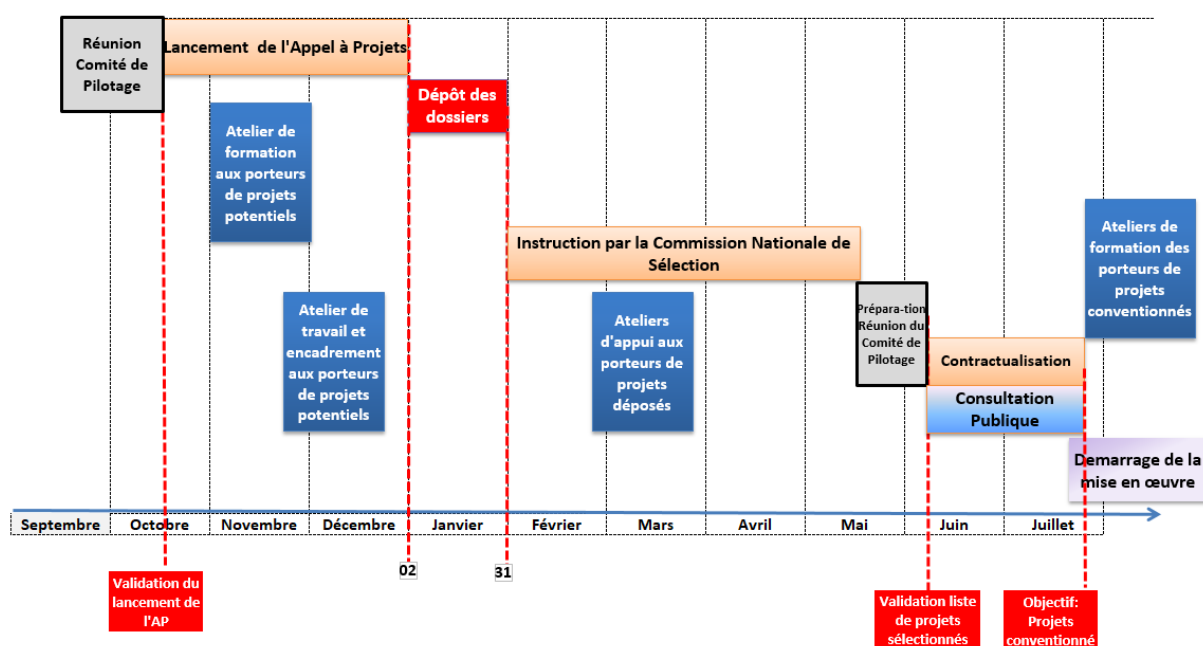 Réunion
Comité de
Pilotage
Lancement de l'Appel à Projets
Dépôt des
dossiers
Atelier de
formation
aux porteurs
de projets
potentiels
Ateliers de
formation des
porteurs de
projets
conventionnés
Instruction par la Commission Nationale de
Sélection
Atelier de
travail et
encadrement
aux porteurs
de projets
potentiels
Ateliers
d'appui aux
porteurs de
projets
déposés
Prépara-tion
Réunion du
Comité de
Pilotage
Contractualisation
Consultation
Publique
Demarrage de la
mise en œuvre
Septembre Octobre Novembre Décembre Janvier Février Mars Avril Mai Juin Juillet
02
31
Validation du
lancement de
l'AP
Validation liste
de projets
sélectionnés
Objectif:
Projets
conventionné